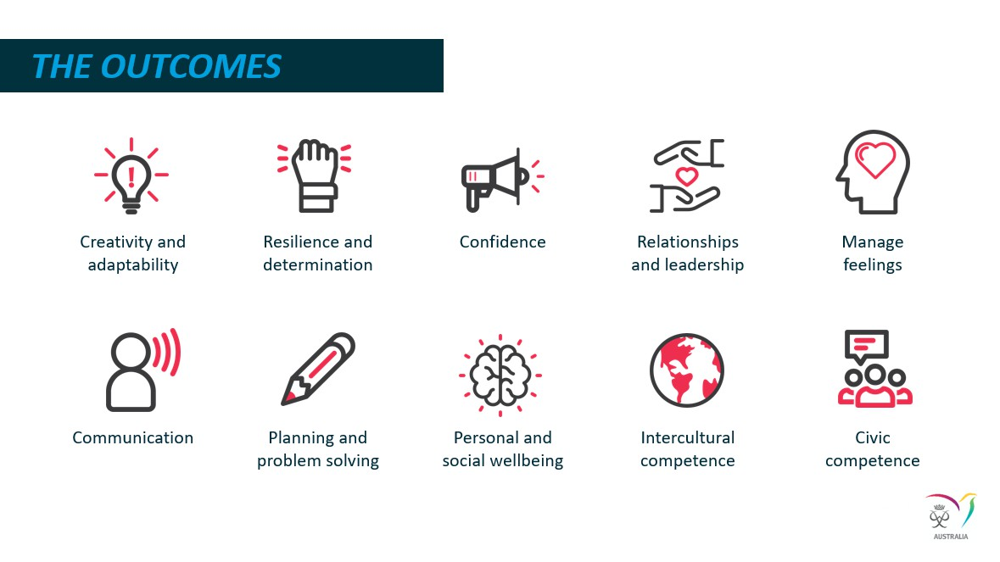 THE OUTCOMES
Creativity and
adaptability
Resilience and
determination
Confidence
Relationships
and leadership
Manage
feelings
Communication
Planning and
problem solving
Personal and
social wellbeing
Intercultural
competence
Civic
competence
AUSTRALIA